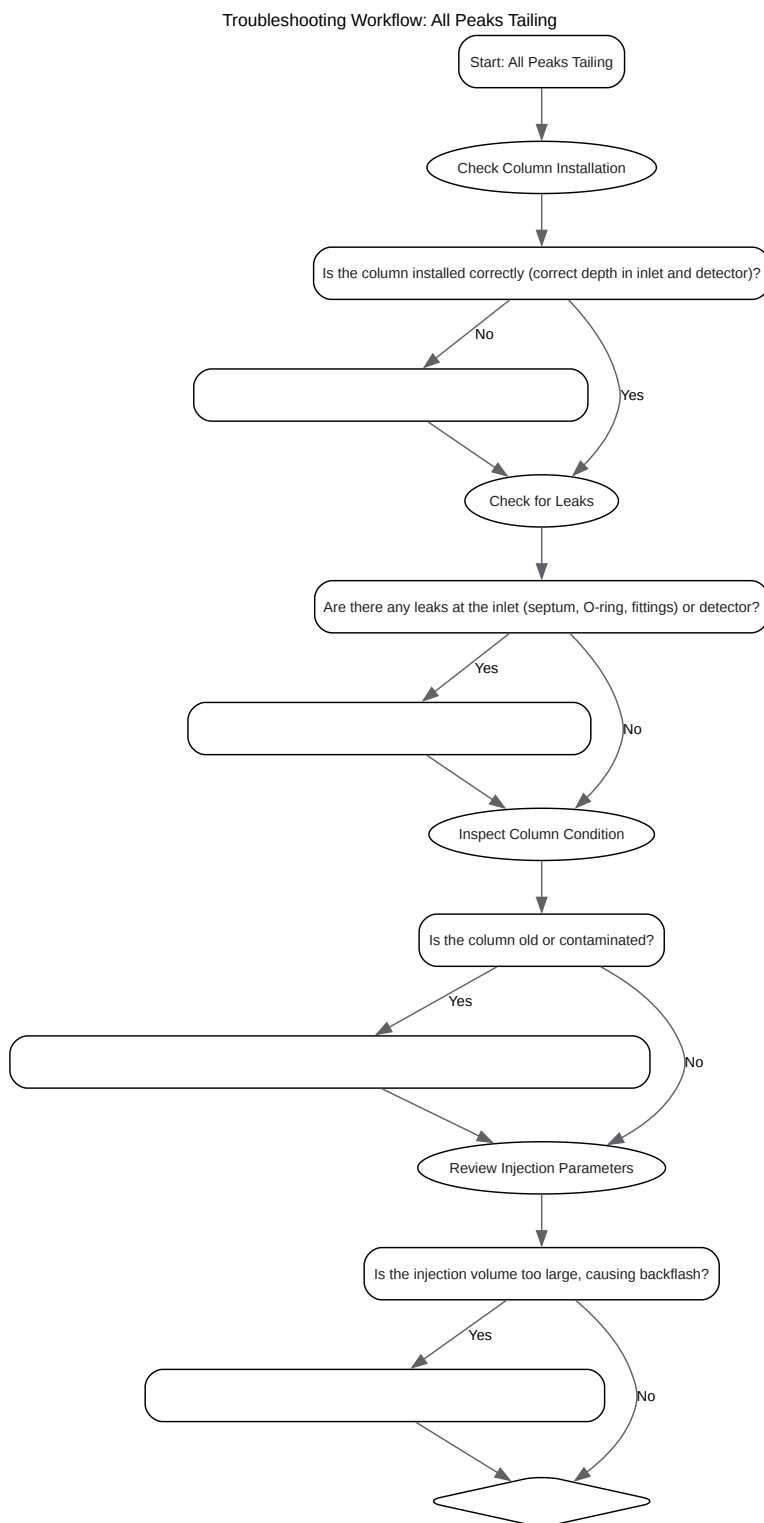 Troubleshooting Workflow: All Peaks Tailing
Start: All Peaks Tailing
Check Column Installation
Is the column installed correctly (correct depth in inlet and detector)?
No
Yes
Check for Leaks
Are there any leaks at the inlet (septum, O-ring, fittings) or detector?
Yes
No
Inspect Column Condition
Is the column old or contaminated?
Yes
No
Review Injection Parameters
Is the injection volume too large, causing backflash?
Yes
No